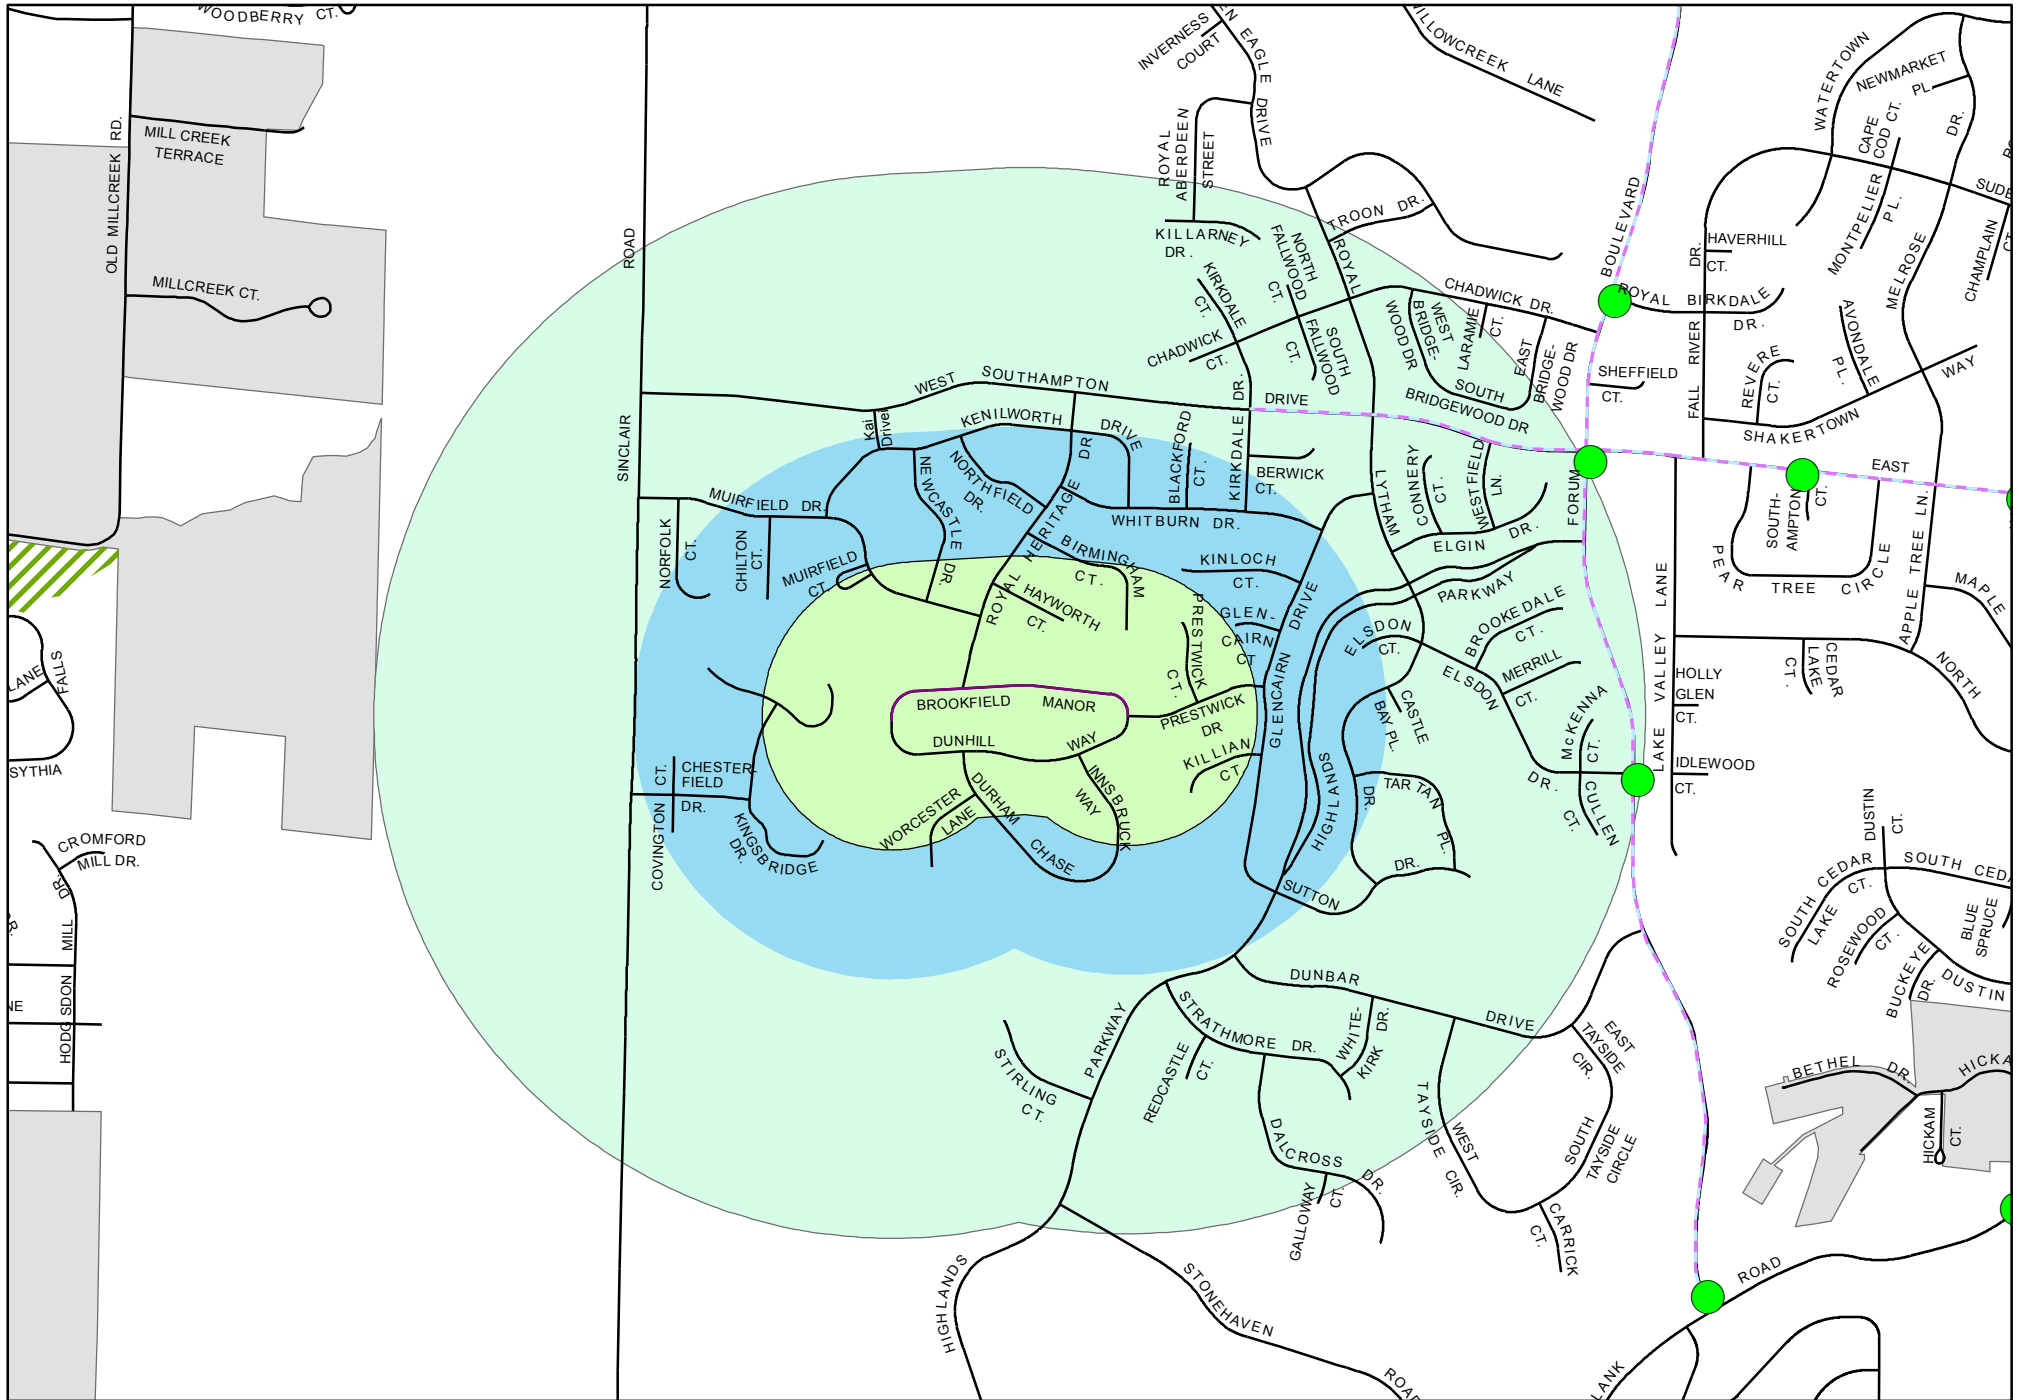 WOODBERRY CT.
OLD MILLCREEK RD.
MILL CREEK
TERRACE
MILLCREEK CT.
SINCLAIR ROAD
INVERNESS
COURT
EAGLE DRIVE
ROYAL
ABERDEEN
STREET
KILLARNEY
DR.
LANE
TROON DR.
ROYAL
LYTHAM
NORTH
FALLWOOD
CT.
SOUTH
FALLWOOD
CT.
KIRKDALE
CT.
CHADWICK
CT.
CHADWICK DR.
WEST
BRIDGE-
WOOD DR
LARAMIE
CT.
EAST
BRIDGE-
WOOD DR
SOUTH
BRIDGEWOOD DR
FORUM BOULEVARD
ROYAL BIRKDALE
DR.
SHEFFIELD
CT.
WATERTOWN
NEWMARKET
PL
CAPE
COD CT.
MONTPELIER
PL.
MELROSE
DR.
CHAMPLAIN
HAVERHILL
CT.
FALL RIVER
DR.
AVONDALE
PL.
REVERE
CT.
SHAKERTOWN
WAY
WEST SOUTHAMPTON DRIVE
EAST
Kai
Drive
KENILWORTH DRIVE
BLACKFORD
CT.
KIRKDALE DR.
BERWICK
CT.
CONNERY
CT.
WESTFIELD
LN.
ELGIN DR.
MUIRFIELD DR.
NORFOLK
CT.
CHILTON
CT.
MUIRFIELD
CT.
NEWCASTLE DR.
NORTHFIELD
DR.
ROYAL HERITAGE DR
WHITBURN DR.
BIRMINGHAM
CT.
HAYWORTH
CT.
KINLOCH
CT.
GLEN-
CAIRN
CT
PRESTWICK
CT.
PRESTWICK
DR
GLENCAIRN DRIVE
KILLIAN
CT.
BROOKFIELD MANOR
DUNHILL WAY
WORCESTER
LANE
DURHAM
CHASE
INNSBRUCK
WAY
CHESTER-
FIELD
DR.
COVINGTON CT.
KINGSBRIDGE
DR.
HIGHLANDS PARKWAY
ELSDON
CT.
ELSDON DR.
BROOKEDALE
CT.
MERRILL
CT.
McKENNA
CT.
CULLEN
CT.
CASTLE
BAY PL.
TARTAN PL.
DR.
SUTTON DR.
SOUTH-
AMPTON
CT.
PEAR TREE CIRCLE
APPLE TREE LN.
MAPLE
LAKE VALLEY LANE
CEDAR
LAKE
CT.
NORTH
HOLLY
GLEN
CT.
IDLEWOOD
CT.
DUSTIN
CT.
SOUTH CEDAR
LAKE
CT.
ROSEWOOD
CT.
BUCKEYE
DR.
BLUE
SPRUCE
DUSTIN
BETHEL DR.
HICKAM
CT.
LANE
FALLS
CROMFORD
MILL DR.
HODGSDON MILL DR.
DUNBAR DRIVE
STRATHMORE DR.
WHITE-
KIRK
DR.
REDCASTLE
CT.
STIRLING
CT.
PARKWAY
HIGHLANDS
DALCROSS DR.
GALLOWAY
CT.
WEST
TAYSIDE CIR.
EAST
TAYSIDE
CIR.
SOUTH
TAYSIDE
CIRCLE
CARRICK
CT.
STONEHAVEN
ROAD